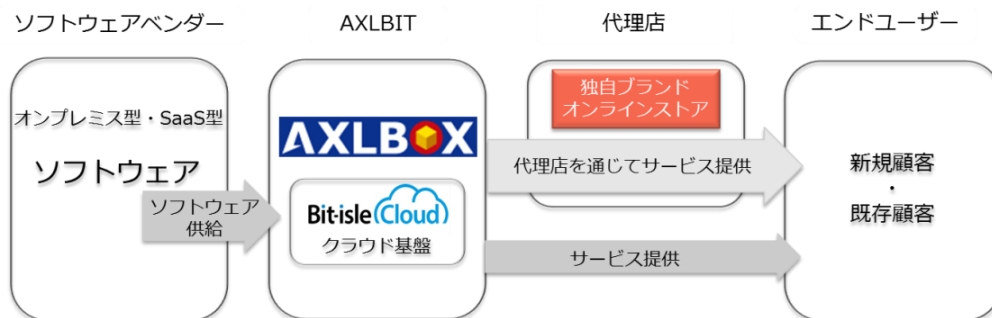 ソフトウェアベンダー
AXLBIT
代理店
エンドユーザー
オンプレミス型・SaaS型
ソフトウェア
ソフトウェア
供給
AXLBOX
Bit-isle Cloud
クラウド基盤
独自ブランド
オンラインストア
代理店を通じてサービス提供
サービス提供
新規顧客
・
既存顧客